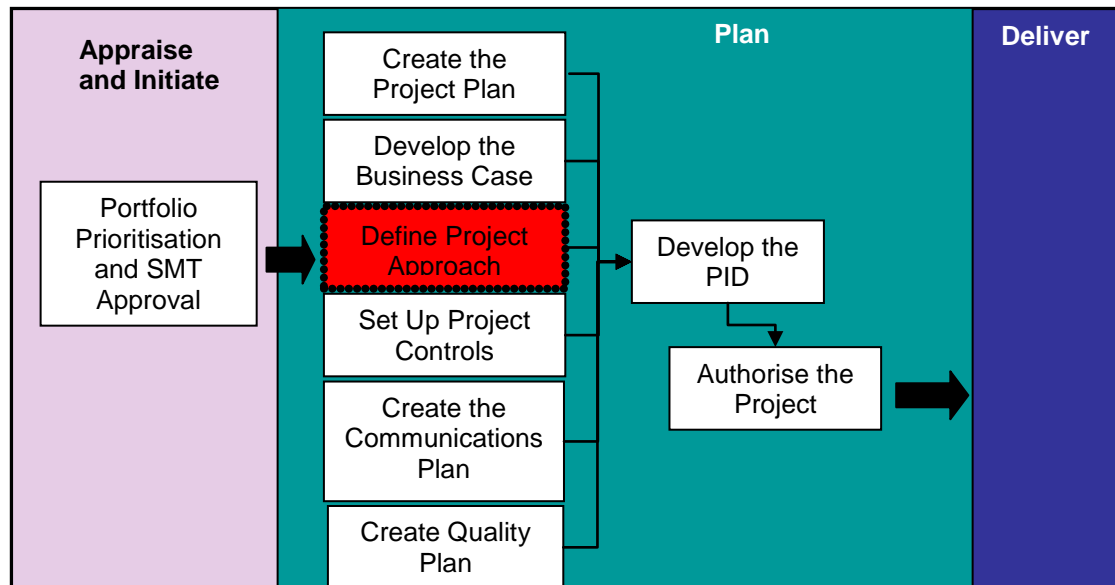 Appraise
and Initiate
Portfolio
Prioritisation
and SMT
Approval
Plan
Create the
Project Plan
Develop the
Business Case
Define Project
Approach
Set Up Project
Controls
Create the
Communications
Plan
Create Quality
Plan
Develop the
PID
Authorise the
Project
Deliver